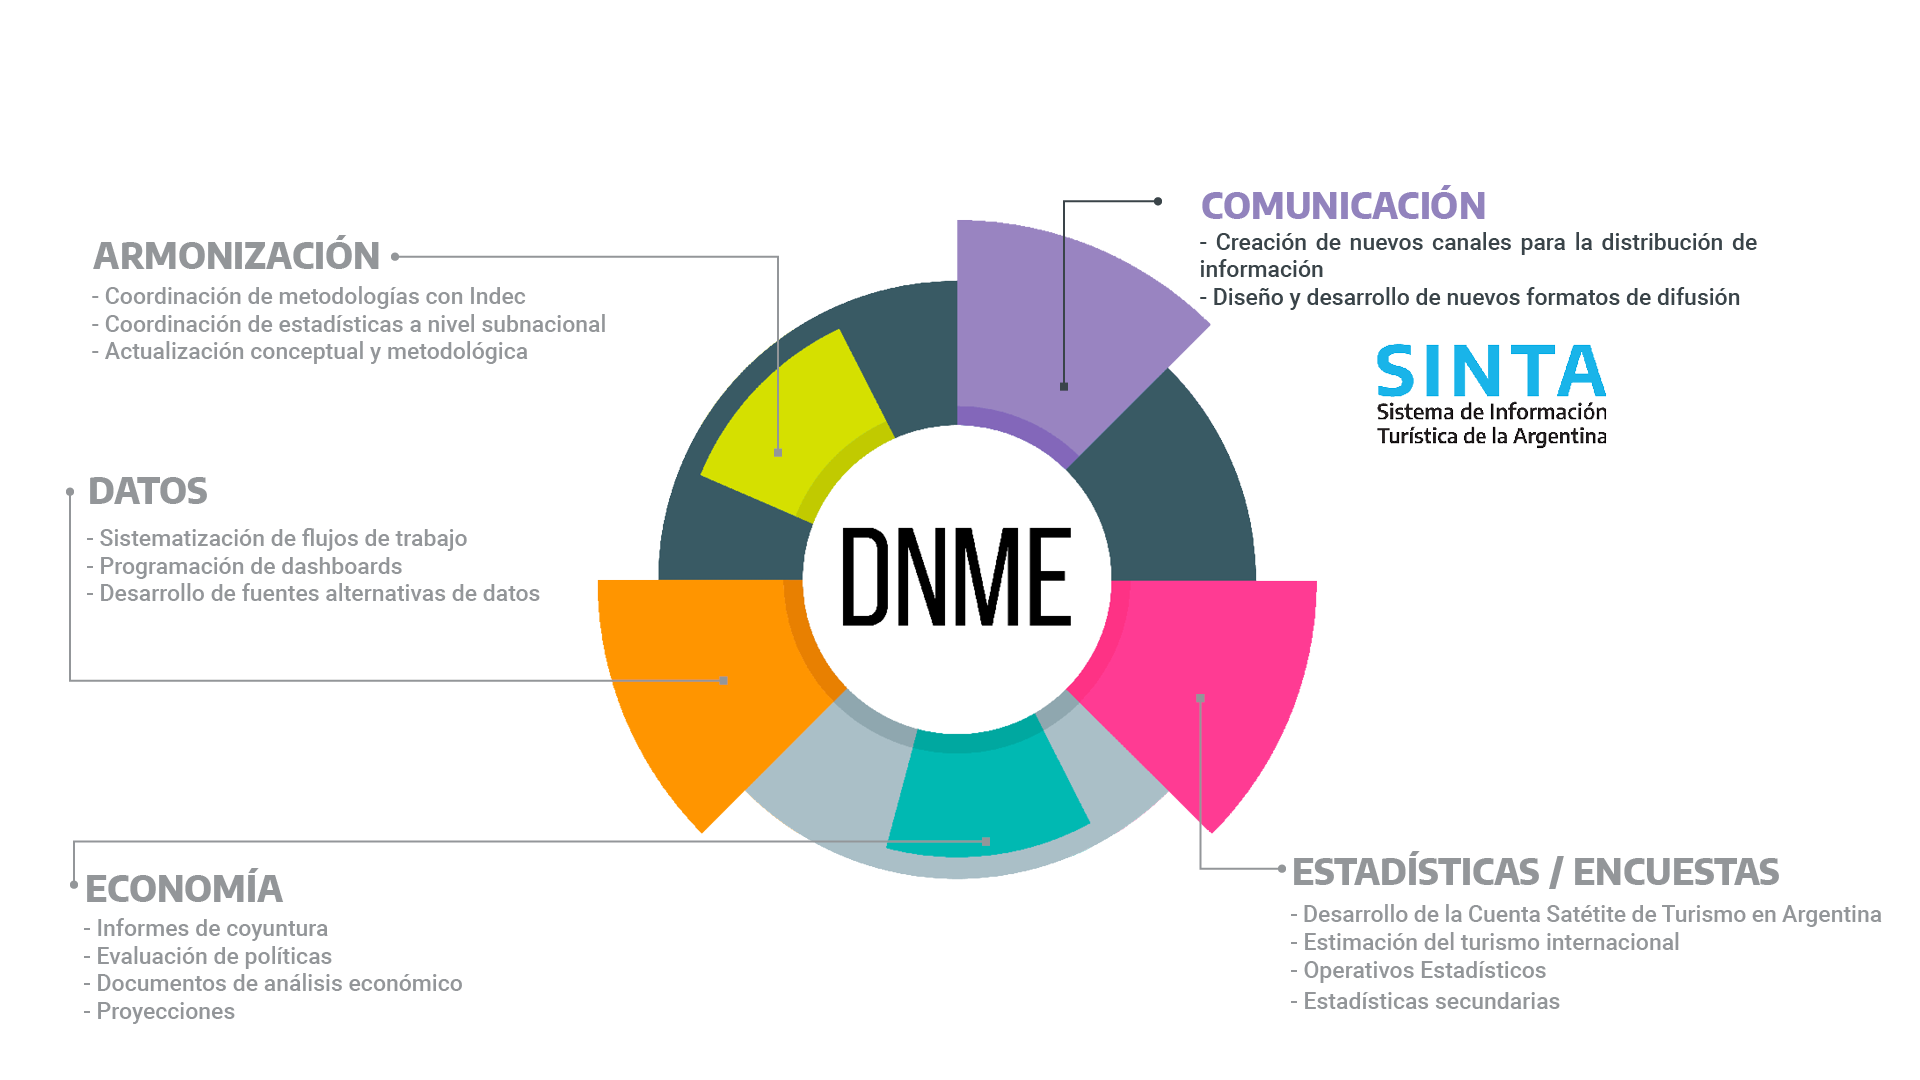 ARMONIZACIÓN
- Coordinación de metodologías con Indec
- Coordinación de estadísticas a nivel subnacional
- Actualización conceptual y metodológica
DATOS
- Sistematización de flujos de trabajo
- Programación de dashboards
- Desarrollo de fuentes alternativas de datos
ECONOMÍA
- Informes de coyuntura
- Evaluación de políticas
- Documentos de análisis económico
- Proyecciones
DNME
COMUNICACIÓN
- Creación de nuevos canales para la distribución de
información
- Diseño y desarrollo de nuevos formatos de difusión
SINTA
Sistema de Información
Turística de la Argentina
ESTADÍSTICAS / ENCUESTAS
- Desarrollo de la Cuenta Satétite de Turismo en Argentina
- Estimación del turismo internacional
- Operativos Estadísticos
- Estadísticas secundarias